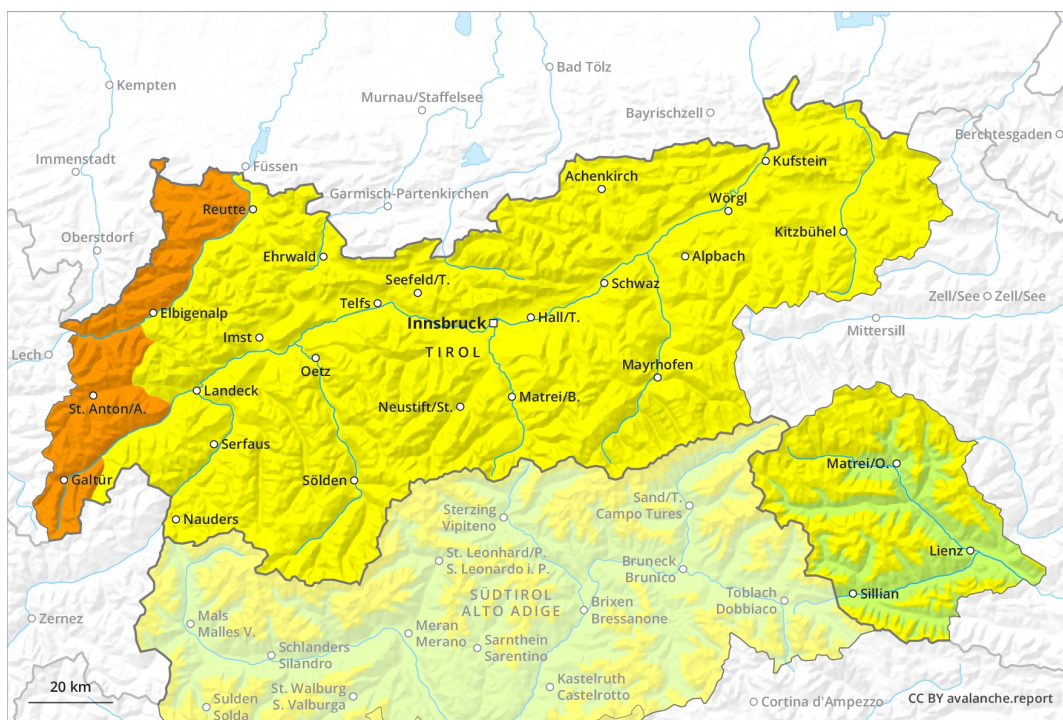 Bad Tölz
Kempten
Murnau/Staffelsee
Bayrischzell
Berchtesgaden
Immenstadt
Kufstein
Füssen
Achenkirch
Garmisch-Partenkirchen
Wörgl
Reutte
Kitzbühel
Oberstdorf
Ehrwald
Alpbach
Seefeld/T.
Schwaz
Zell/See
Zell/See
Telfs
Elbigenalp
Hall/T.
Innsbruck
Mittersill
Imst
TIROL
Lech
Mayrhofen
Oetz
Landeck
Matrei/B.
St. Anton/A.
Neustift/St.
Serfaus
Matrei/O.
Galtür
Sölden
Sand/T.
Campo Tures
Sterzing
Vipiteno
Nauders
St. Leonhard/P.
S. Leonardo i. P.
Lienz
Bruneck
Brunico
SÜDTIROL
ALTO ADIGE
Sillian
Toblach
Dobbiaco
Brixen
Bressanone
Zernez
Mals
Malles V.
Meran
Merano
Sarnthein
Sarentino
Schlanders
Silandro
20 km
St. Walburg
S. Valburga
Kastelruth
Castelrotto
Sulden
Solda
Cortina d'Ampezzo
CC BY avalanche.report